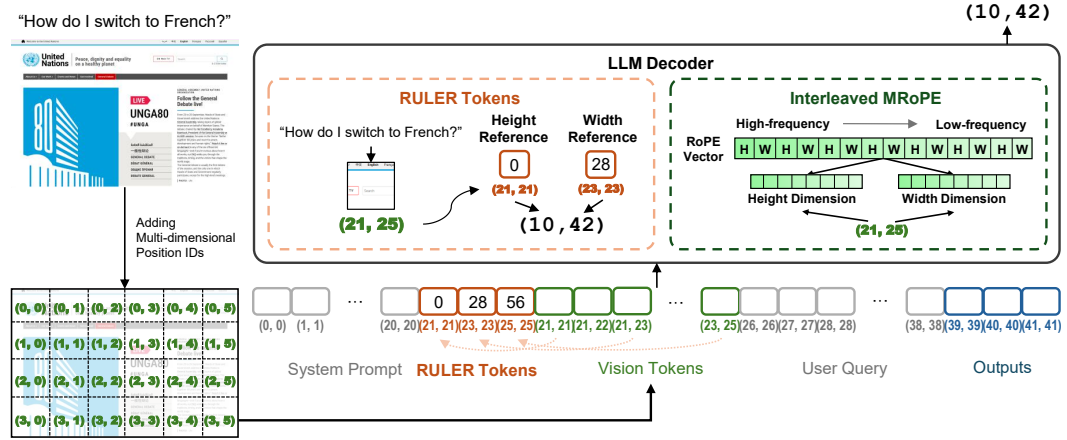 “How do I switch to French?”
(10,42)
United Nations
Peace, dignity and equality
on a healthy planet
LIVE
UNGA80
#UNGA
Follow the General
Debate live!
GENERAL DEBATE
Adding
Multi-dimensional
Position IDs
LLM Decoder
RULER Tokens
“How do I switch to French?”
English
Search
(21, 25)
Height
Reference
0
(21, 21)
Width
Reference
28
(23, 23)
(10,42)
Interleaved MRoPE
High-frequency
Low-frequency
RoPE
Vector
H W H W H W H W H W H W H W H W
Height Dimension
Width Dimension
(21, 25)
(0, 0) (0, 1) (0, 2) (0, 3) (0, 4) (0, 5)
(1, 0) (1, 1) (1, 2) (1, 3) (1, 4) (1, 5)
(2, 0) (2, 1) (2, 2) (2, 3) (2, 4) (2, 5)
(3, 0) (3, 1) (3, 2) (3, 3) (3, 4) (3, 5)
... 0 28 56 ... ...
(0, 0) (1, 1) (20, 20) (21, 21) (23, 23) (25, 25) (21, 21) (21, 22) (21, 23) (23, 25) (26, 26) (27, 27) (28, 28) (38, 38) (39, 39) (40, 40) (41, 41)
System Prompt
RULER Tokens
Vision Tokens
User Query
Outputs